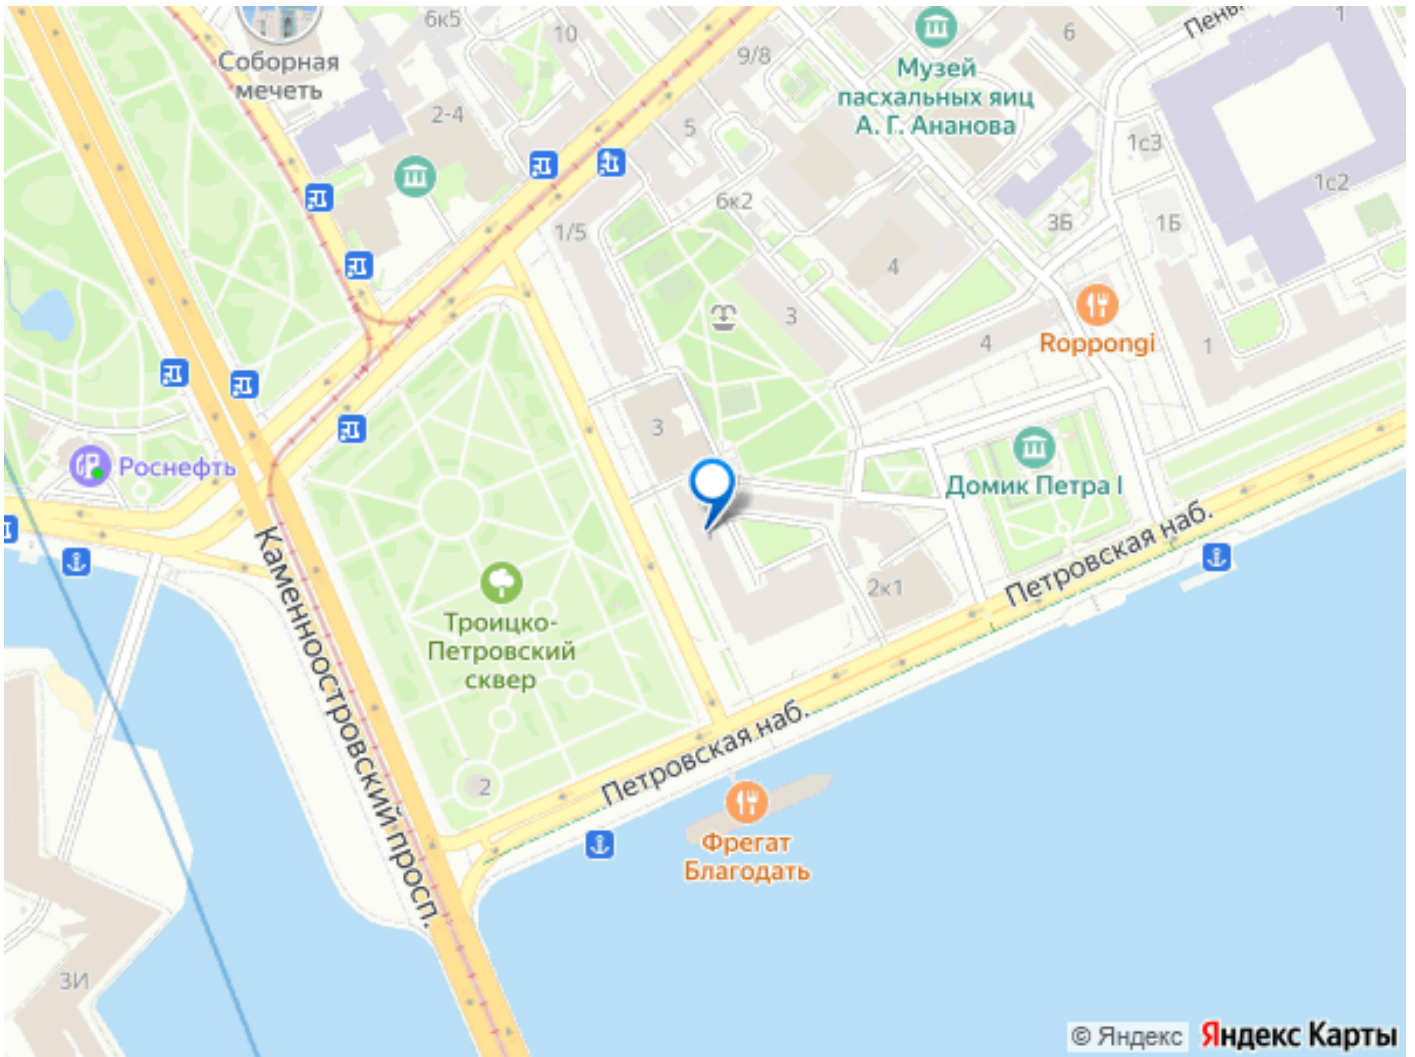 6к5
10
9/8
6
1
Пень
Соборная
мечеть
Музей
пасхальных яиц
А. Г. Ананова
2-4
5
1с3
1с2
6к2
1/5
3Б
1Б
4
3
4
Roppongi
1
3
Роснефть
Домик Петра I
Петровская наб.
2к1
Каменноостровский просп.
Троицко-
Петровский
сквер
Петровская наб.
2
Фрегат
Благодать
3И
© Яндекс
Яндекс Карты